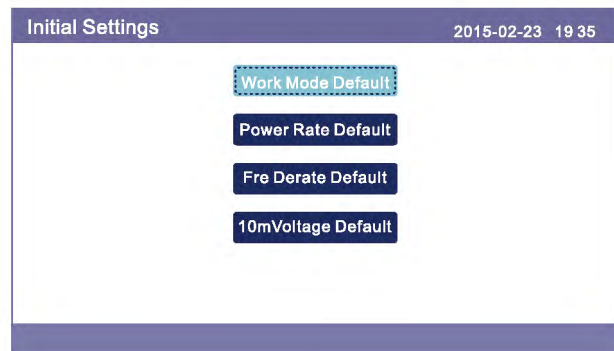 Initial Settings 2015-02-23 19 35
Work Mode Default
Power Rate Default
Fre Derate Default
10mVoltage Default